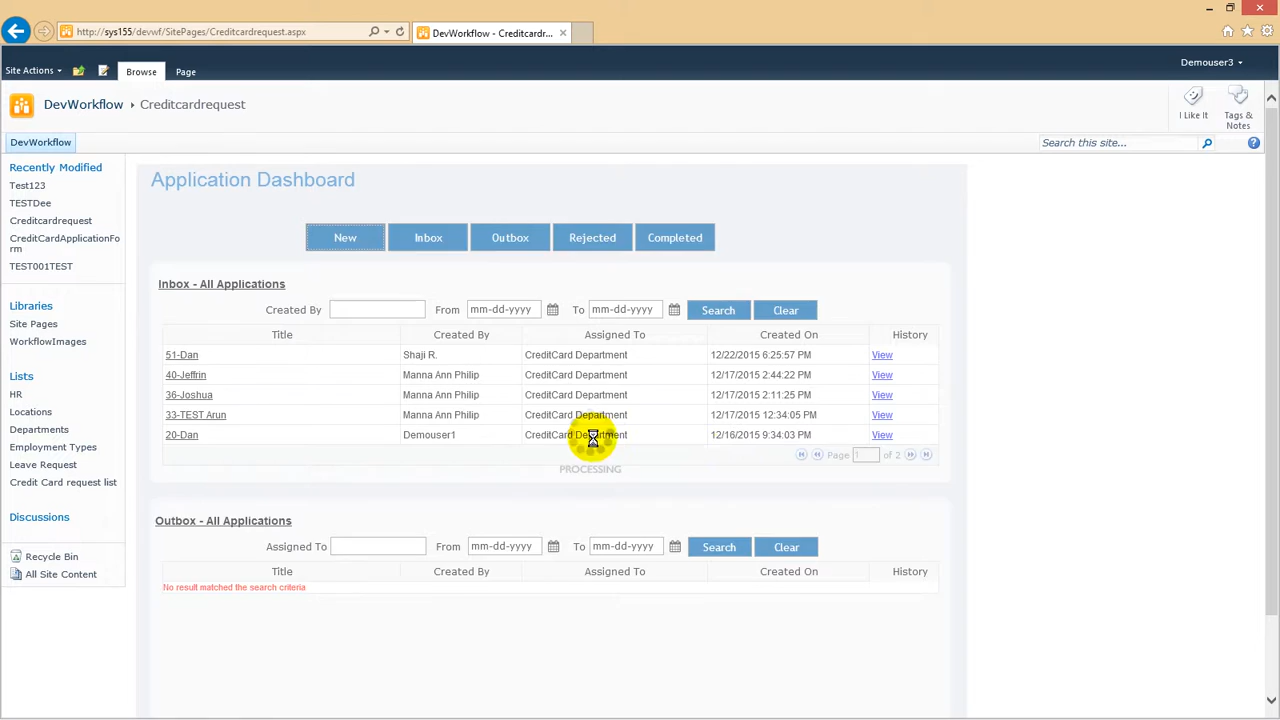 http://sys155/devwf/SitePages/Creditcardrequest.aspx
DevWorkflow - Creditcardr...
Site Actions
Browse
Page
Demouser3
DevWorkflow
Creditcardrequest
I Like It
Tags &
Notes
DevWorkflow
Search this site...
Recently Modified
Test123
TESTDee
Creditcardrequest
CreditCardApplicationFo
rm
TEST001TEST
Libraries
Site Pages
WorkflowImages
Lists
HR
Locations
Departments
Employment Types
Leave Request
Credit Card request list
Discussions
Recycle Bin
All Site Content
Application Dashboard
New Inbox Outbox Rejected Completed
Inbox - All Applications
Created By From mm-dd-yyyy To mm-dd-yyyy Search Clear
Title Created By Assigned To Created On History
51-Dan Shaji R. CreditCard Department 12/22/2015 6:25:57 PM View
40-Jeffrin Manna Ann Philip CreditCard Department 12/17/2015 2:44:22 PM View
36-Joshua Manna Ann Philip CreditCard Department 12/17/2015 2:11:25 PM View
33-TEST Arun Manna Ann Philip CreditCard Department 12/17/2015 12:34:05 PM View
20-Dan Demouser1 CreditCard Department 12/16/2015 9:34:03 PM View
Page 1 of 2
PROCESSING
Outbox - All Applications
Assigned To From mm-dd-yyyy To mm-dd-yyyy Search Clear
Title Created By Assigned To Created On History
No result matched the search criteria